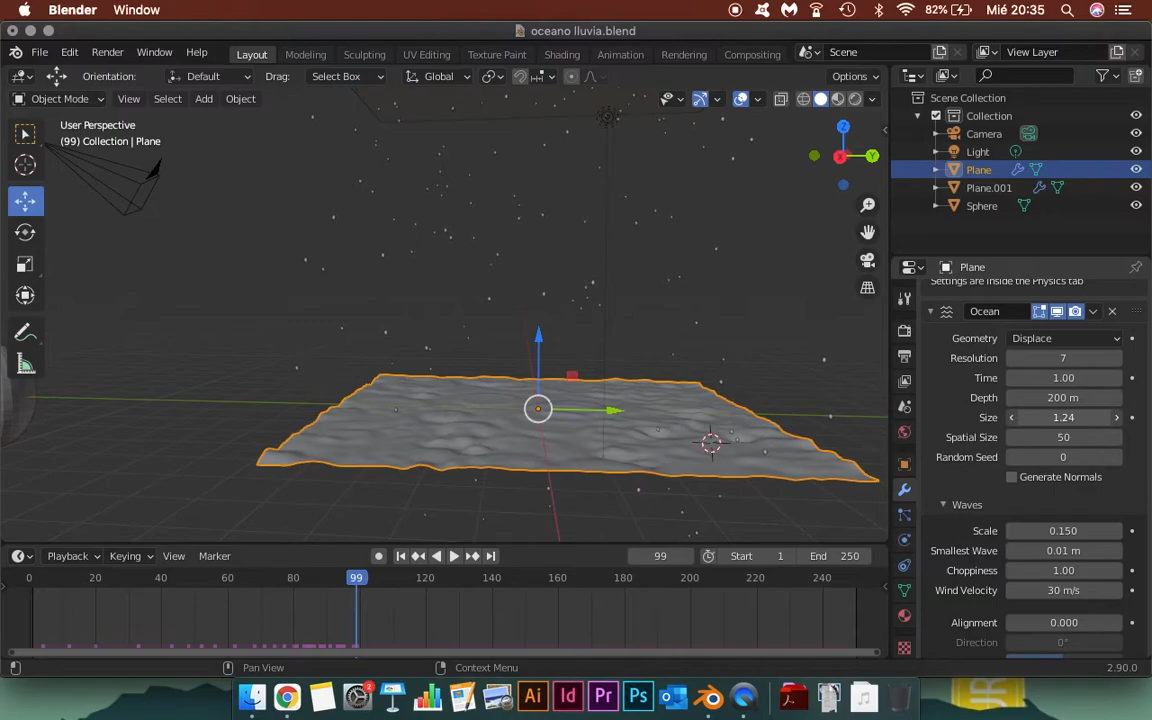 Blender Window 82% Mié 20:35
oceano lluvia.blend
File Edit Render Window Help Layout Modeling Sculpting UV Editing Texture Paint Shading Animation Rendering Compositing Scene View Layer
Orientation: Default Drag: Select Box Global Options
Object Mode View Select Add Object
Scene Collection
User Perspective
(99) Collection | Plane
Collection
Camera
Light
Plane
Plane.001
Sphere
Z
X
Y
Plane
Settings are inside the Physics tab
Ocean
Geometry Displace
Resolution 7
Time 1.00
Depth 200 m
Size 1.24
Spatial Size 50
Random Seed 0
Generate Normals
Waves
Scale 0.150
Smallest Wave 0.01 m
Choppiness 1.00
Wind Velocity 30 m/s
Alignment 0.000
Direction 0°
Playback Keying View Marker 99 Start 1 End 250
0 20 40 60 80 99 120 140 160 180 200 220 240
Pan View Context Menu 2.90.0
2
Ai Id Pr Ps
JR